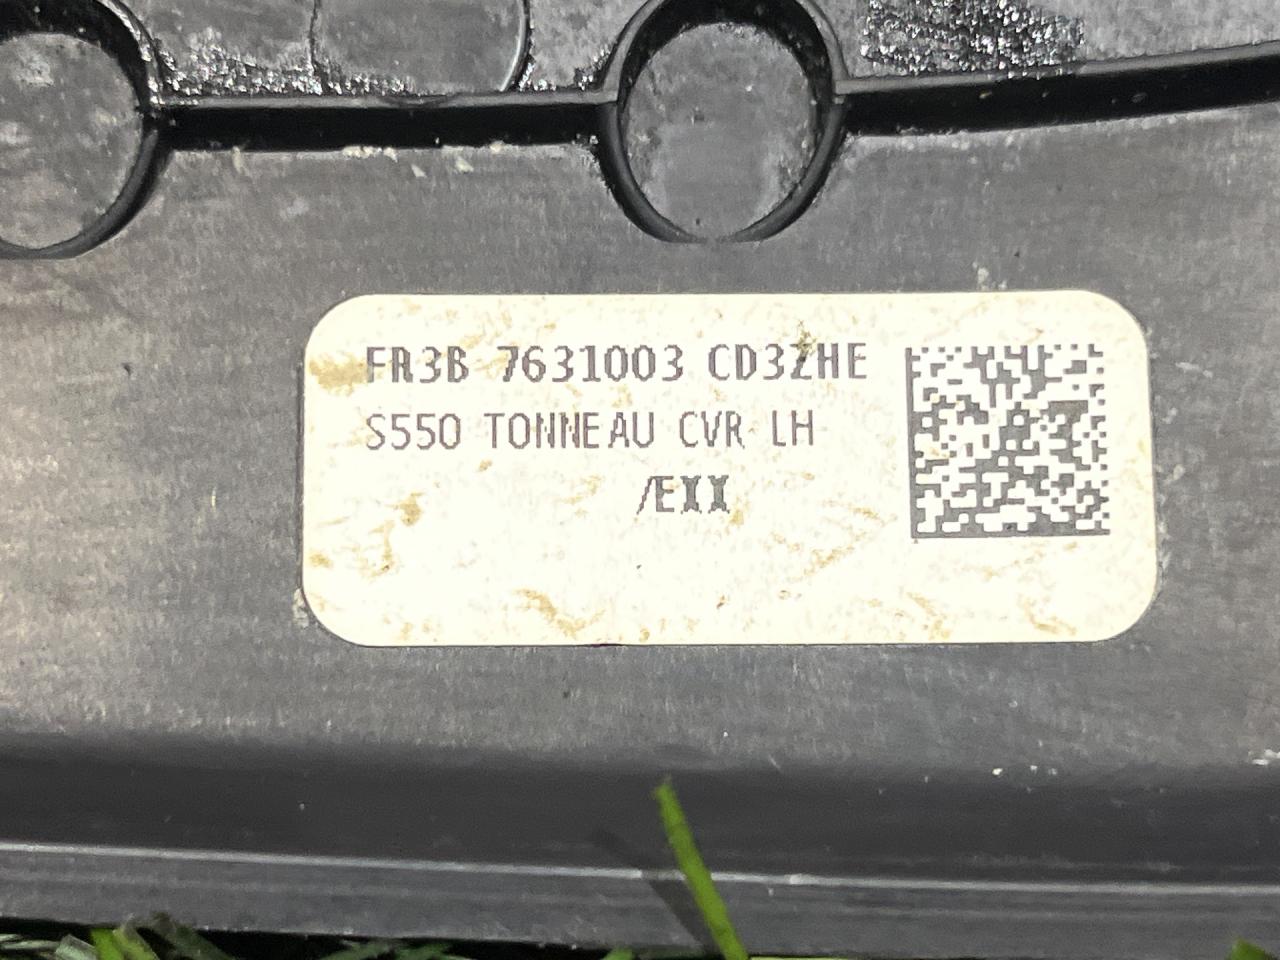 FR3B 7631003 CD3ZHE
S550 TONNEAU CVR LH
/EXX